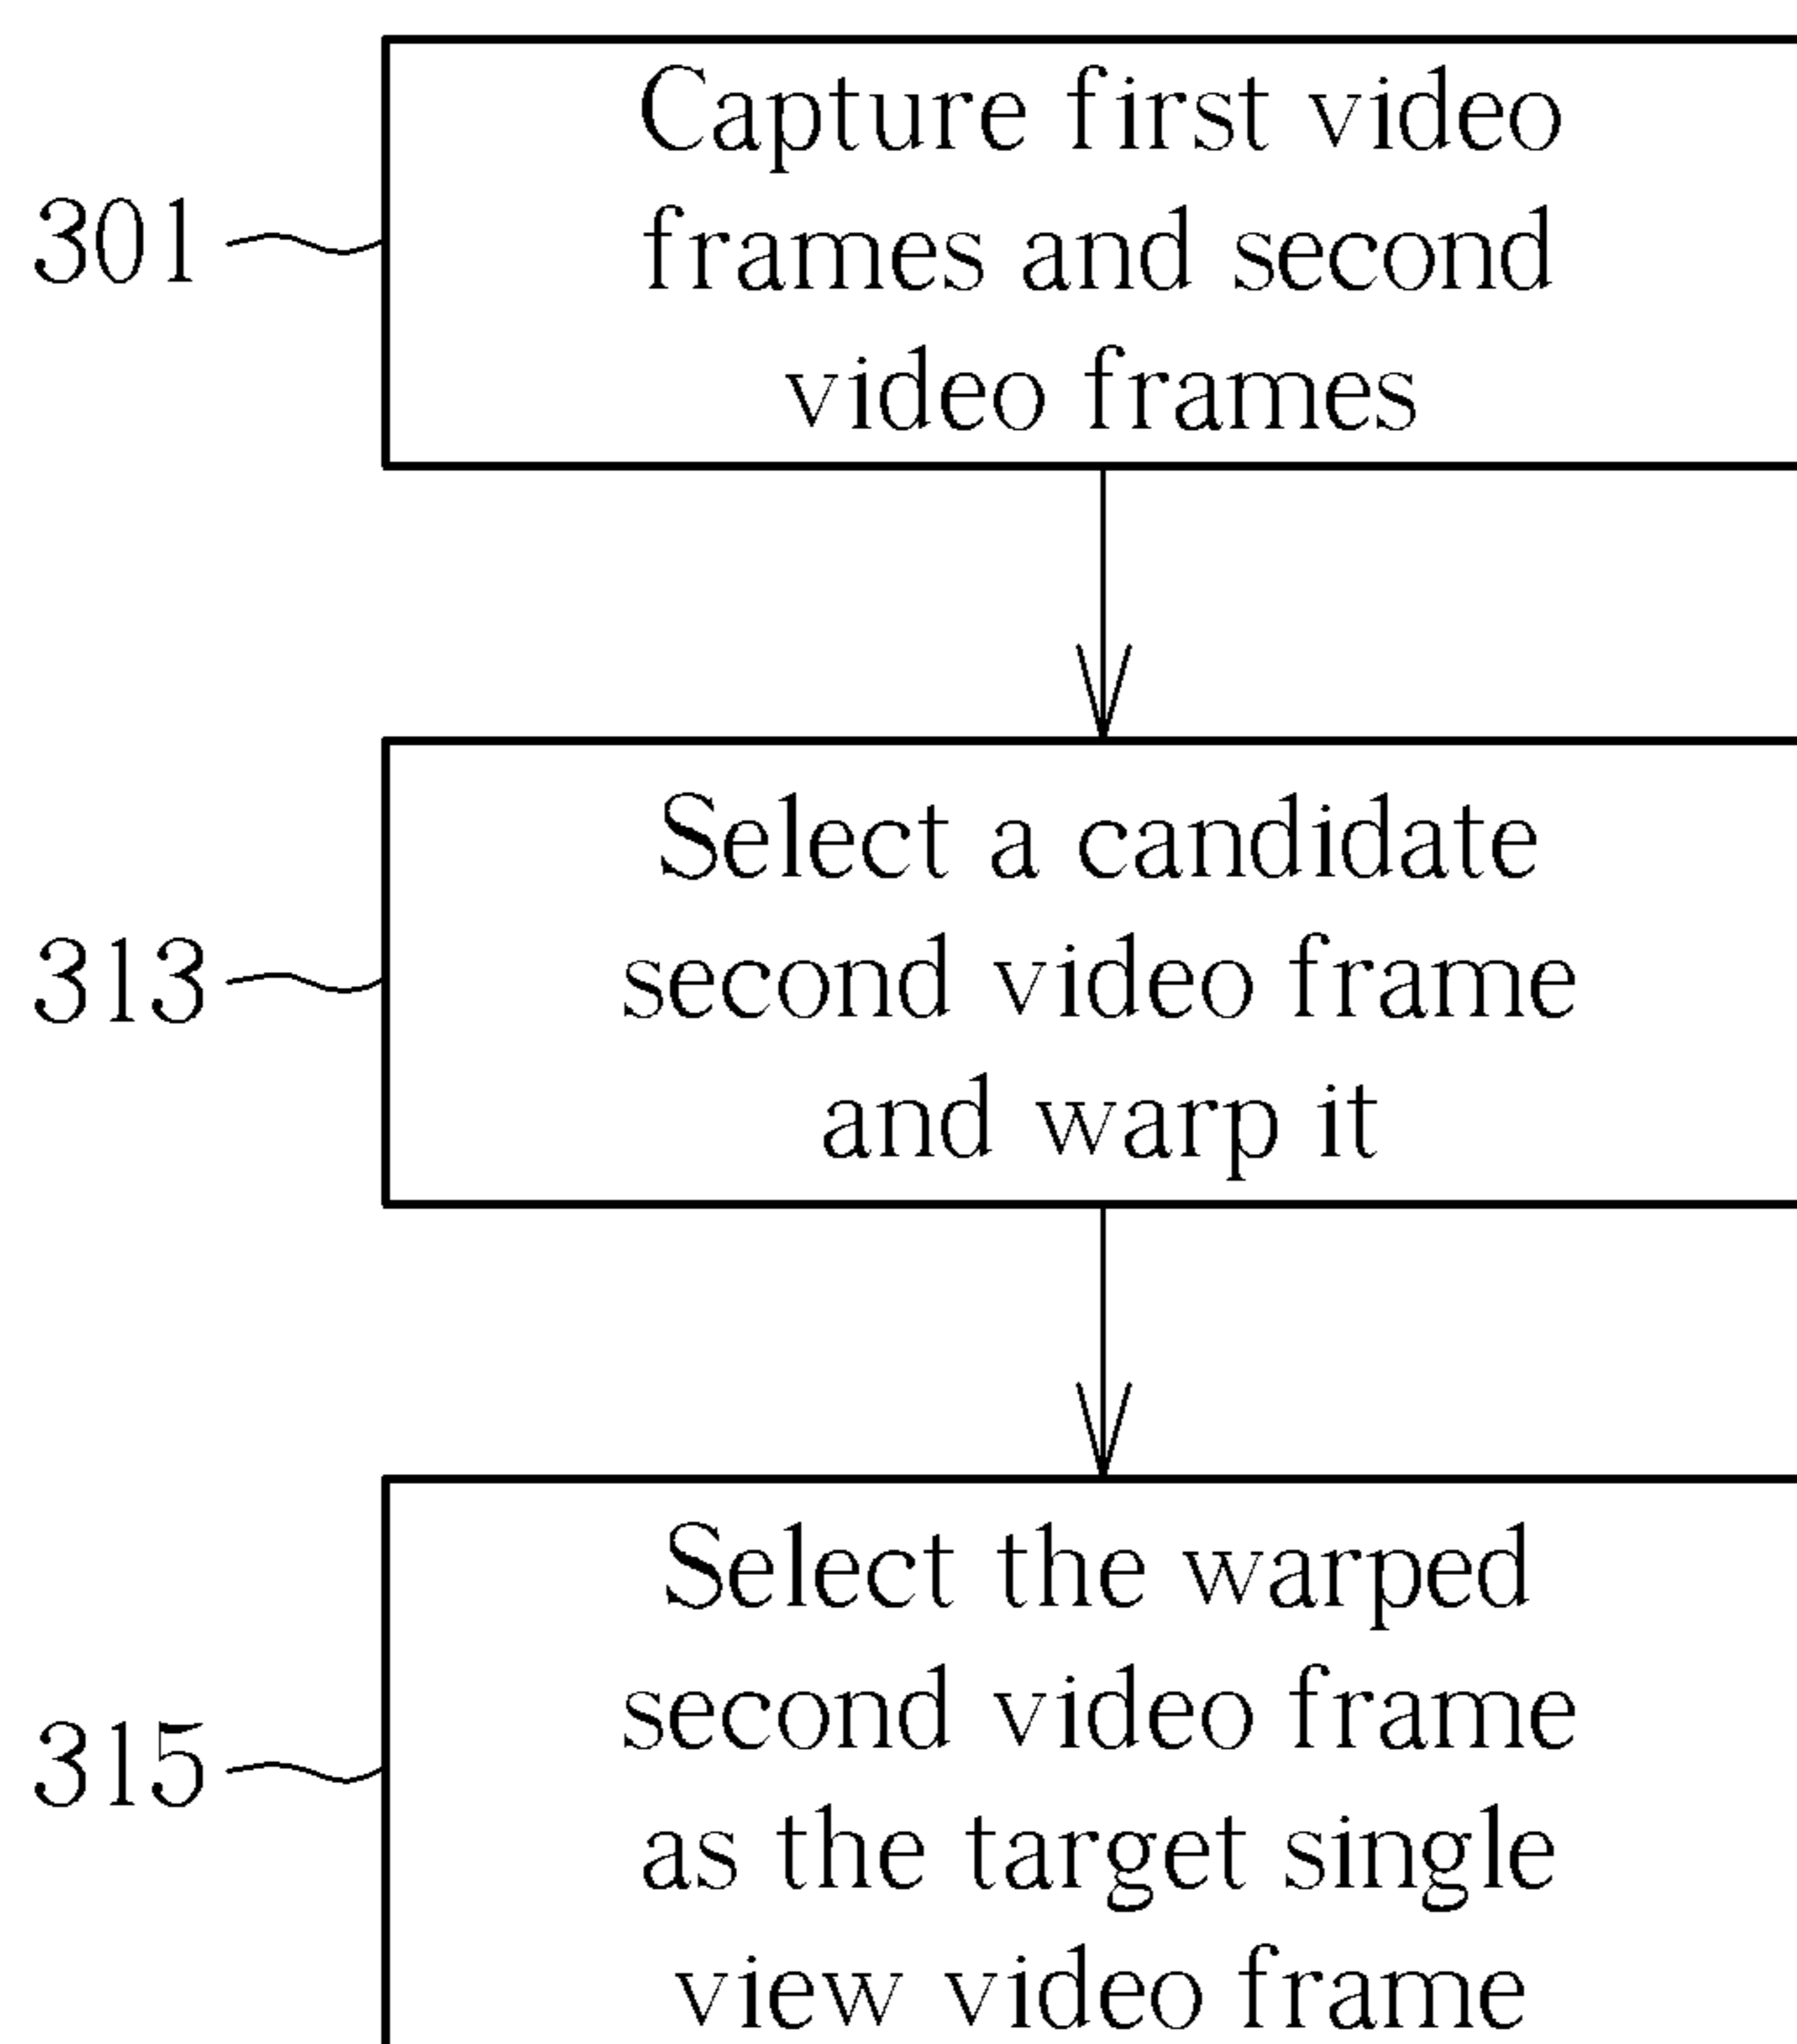 Capture first video
frames and second
video frames
301
Select a candidate
second video frame
and warp it
313
Select the warped
second video frame
as the target single
view video frame
315